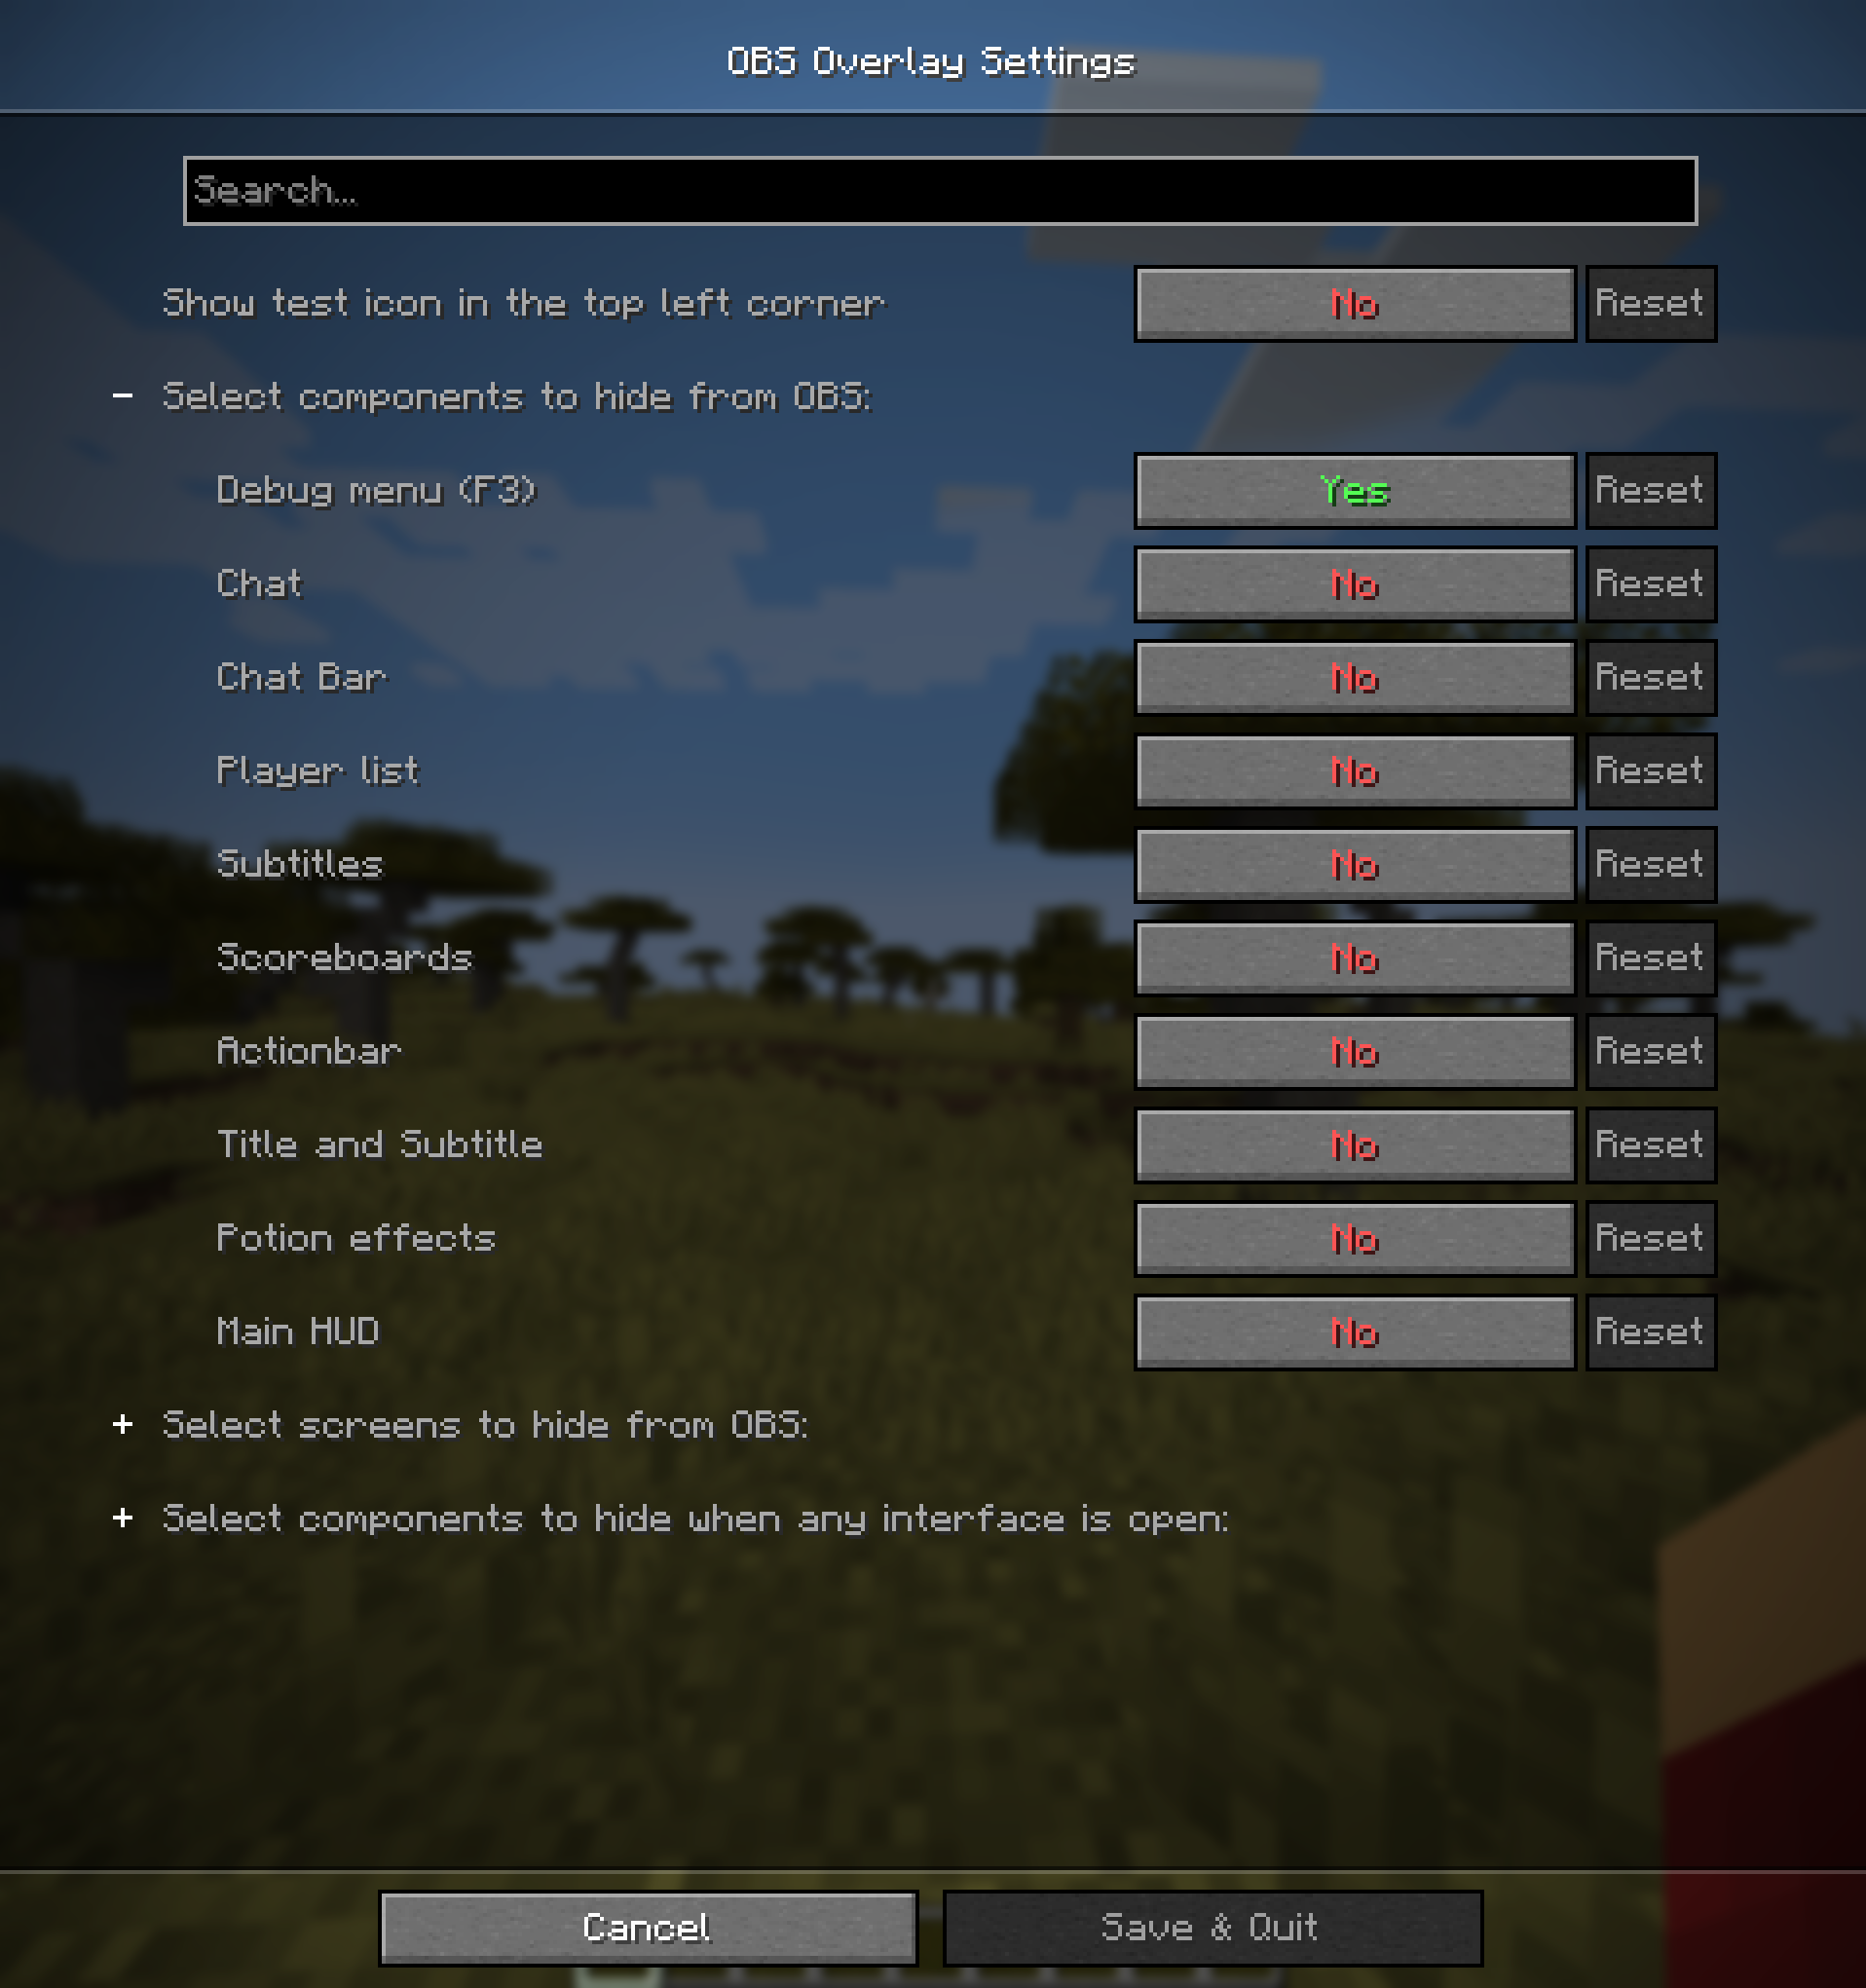 OBS Overlay Settings
Search...
Show test icon in the top left corner No Reset
- Select components to hide from OBS:
Debug menu (F3) Yes Reset
Chat No Reset
Chat Bar No Reset
Player list No Reset
Subtitles No Reset
Scoreboards No Reset
Actionbar No Reset
Title and Subtitle No Reset
Potion effects No Reset
Main HUD No Reset
+ Select screens to hide from OBS:
+ Select components to hide when any interface is open:
Cancel Save & Quit